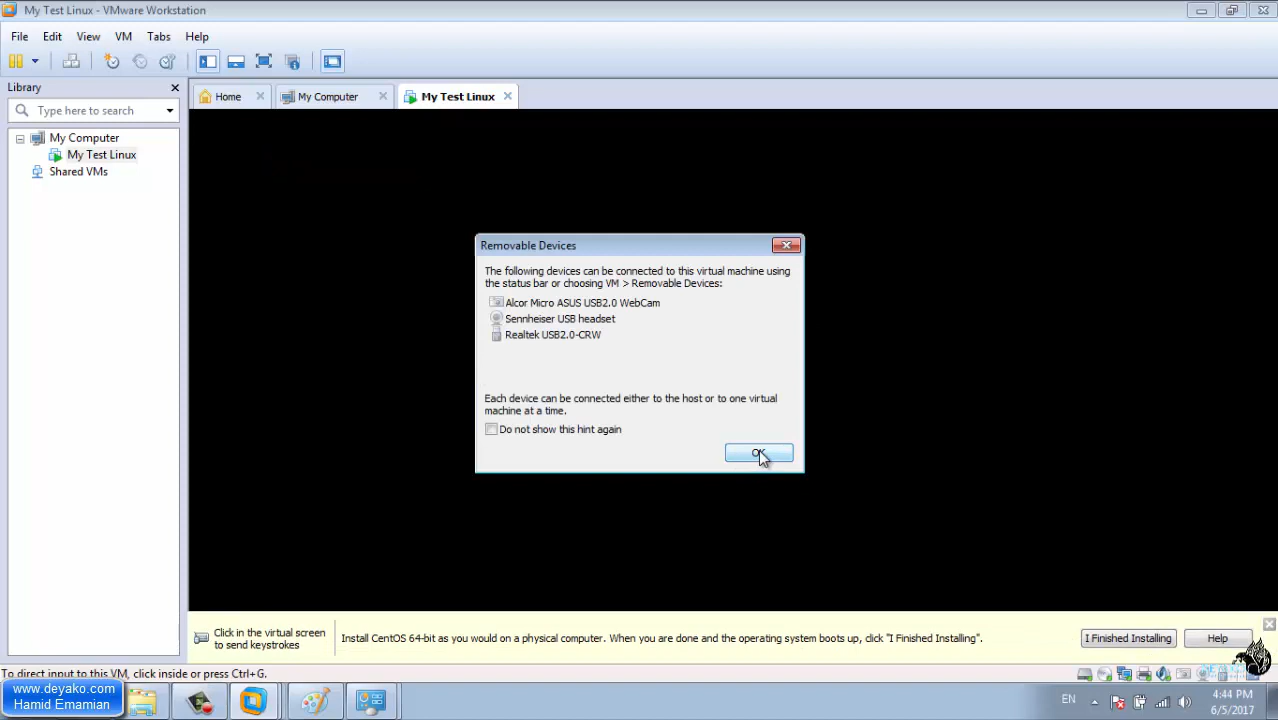 My Test Linux - VMware Workstation
File Edit View VM Tabs Help
Library
Type here to search
My Computer
My Test Linux
Shared VMs
Home
My Computer
My Test Linux
Removable Devices
The following devices can be connected to this virtual machine using
the status bar or choosing VM > Removable Devices:
Alcor Micro ASUS USB2.0 WebCam
Sennheiser USB headset
Realtek USB2.0-CRW
Each device can be connected either to the host or to one virtual
machine at a time.
Do not show this hint again
OK
Click in the virtual screen
to send keystrokes
Install CentOS 64-bit as you would on a physical computer. When you are done and the operating system boots up, click "I Finished Installing".
I Finished Installing
Help
To direct input to this VM, click inside or press Ctrl+G.
www.deyako.com
Hamid Emamian
EN
4:44 PM
6/5/2017